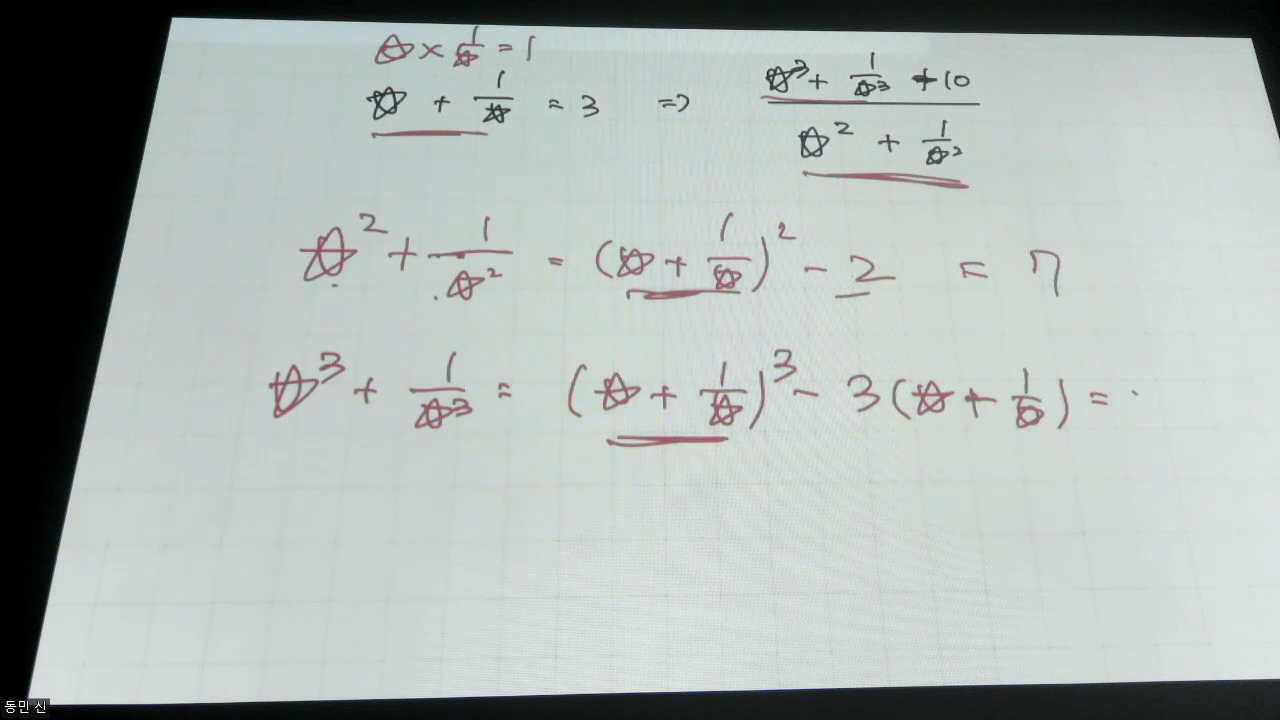 ☆ × 1/☆ = 1
☆ + 1/☆ = 3 => (☆³ + 1/☆³ + 10) / (☆² + 1/☆²)
☆² + 1/☆² = (☆ + 1/☆)² - 2 = 7
☆³ + 1/☆³ = (☆ + 1/☆)³ - 3(☆ + 1/☆) =
동민 신